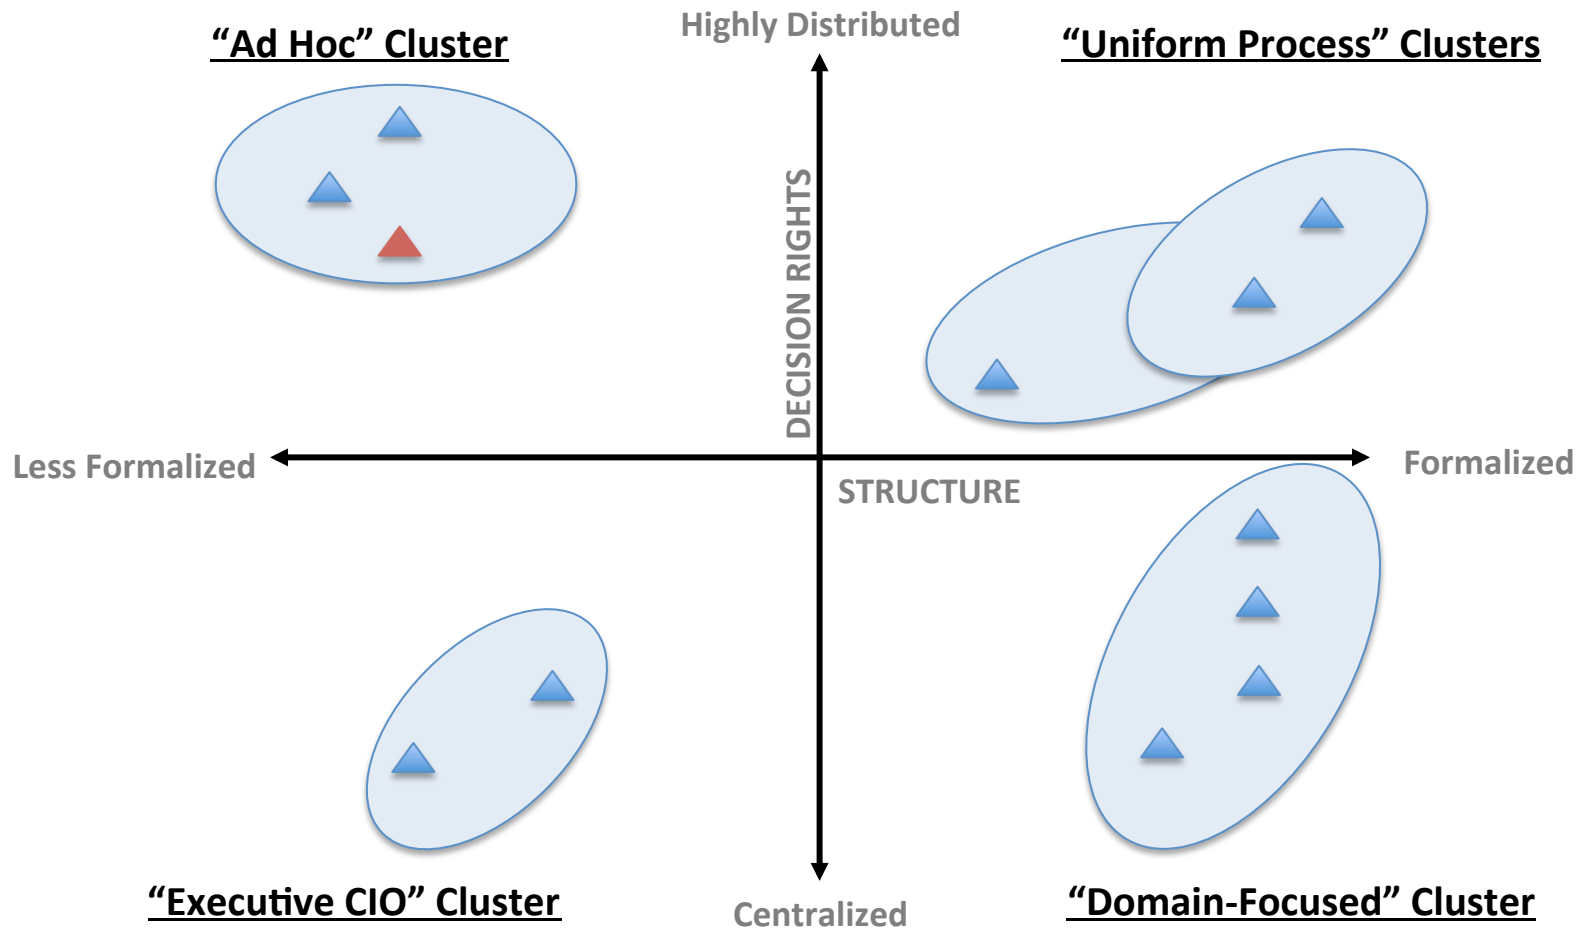 Highly Distributed
“Ad Hoc” Cluster
“Uniform Process” Clusters
DECISION RIGHTS
Less Formalized
Formalized
STRUCTURE
“Executive CIO” Cluster
Centralized
“Domain-Focused” Cluster